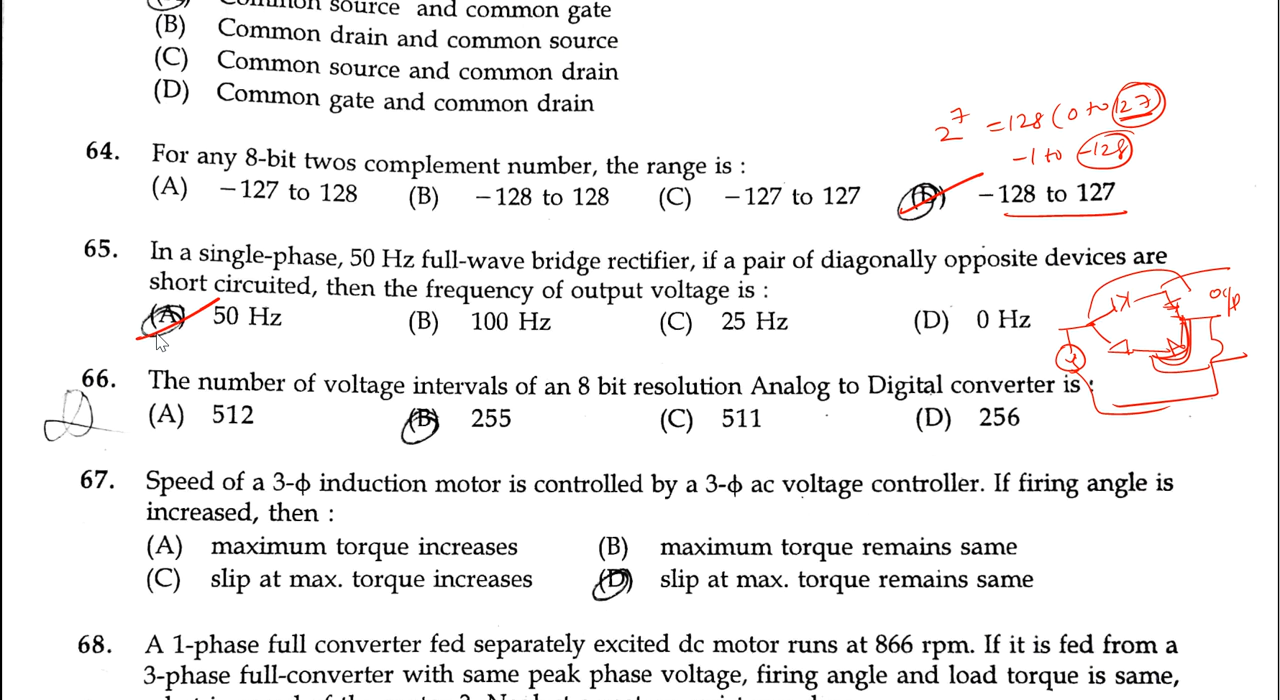 Common source and common gate
(B) Common drain and common source
(C) Common source and common drain
(D) Common gate and common drain
2⁷ = 128 (0 to 127)
-1 to -128
64. For any 8-bit twos complement number, the range is :
(A) −127 to 128 (B) −128 to 128 (C) −127 to 127 (D) −128 to 127
65. In a single-phase, 50 Hz full-wave bridge rectifier, if a pair of diagonally opposite devices are
short circuited, then the frequency of output voltage is :
(A) 50 Hz (B) 100 Hz (C) 25 Hz (D) 0 Hz
o/p
66. The number of voltage intervals of an 8 bit resolution Analog to Digital converter is :
(A) 512 (B) 255 (C) 511 (D) 256
67. Speed of a 3-ϕ induction motor is controlled by a 3-ϕ ac voltage controller. If firing angle is
increased, then :
(A) maximum torque increases (B) maximum torque remains same
(C) slip at max. torque increases (D) slip at max. torque remains same
68. A 1-phase full converter fed separately excited dc motor runs at 866 rpm. If it is fed from a
3-phase full-converter with same peak phase voltage, firing angle and load torque is same,